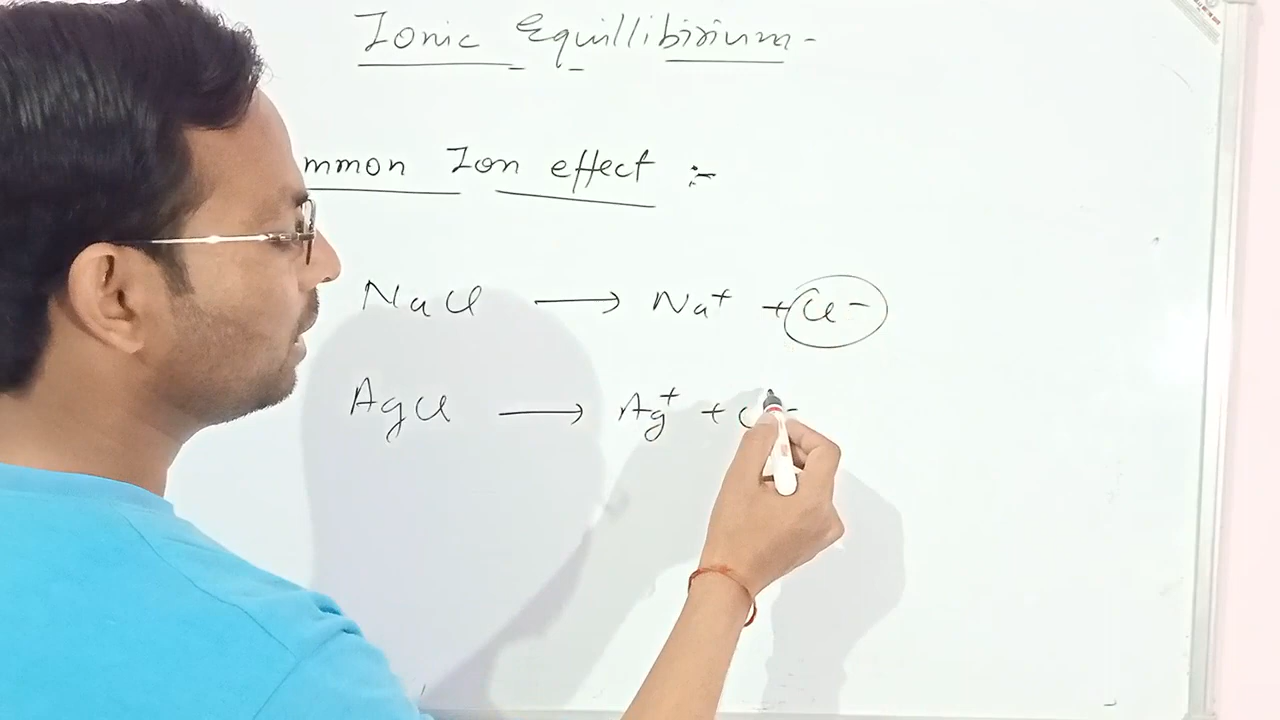 Ionic Equillibirium-
mmon Ion effect :-
NaCl ⟶ Na⁺ + Cl⁻
AgCl ⟶ Ag⁺ + C